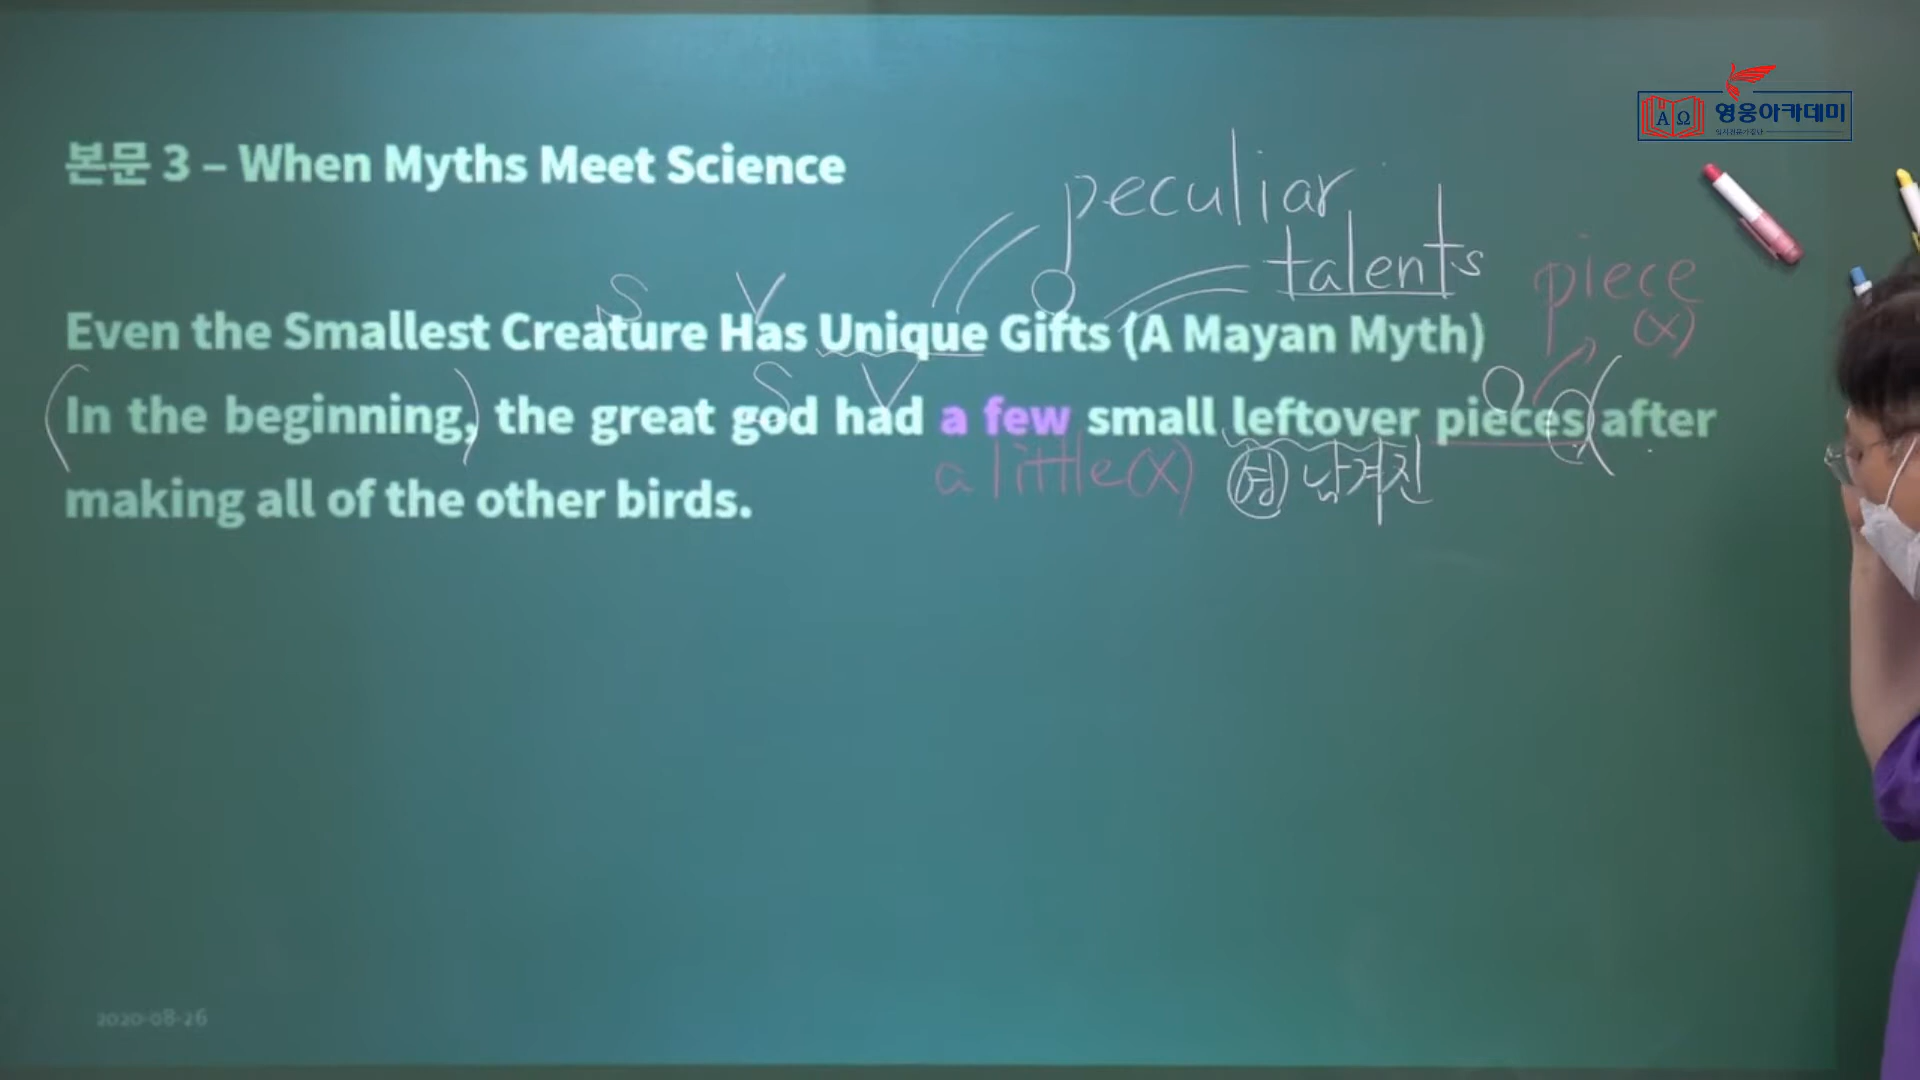 영웅아카데미
본문 3 – When Myths Meet Science
peculiar
talents
piece
(x)
S V O
Even the Smallest Creature Has Unique Gifts (A Mayan Myth)
S V O
In the beginning, the great god had a few small leftover pieces after
a little(x) 형 남겨진
making all of the other birds.
2020-08-26